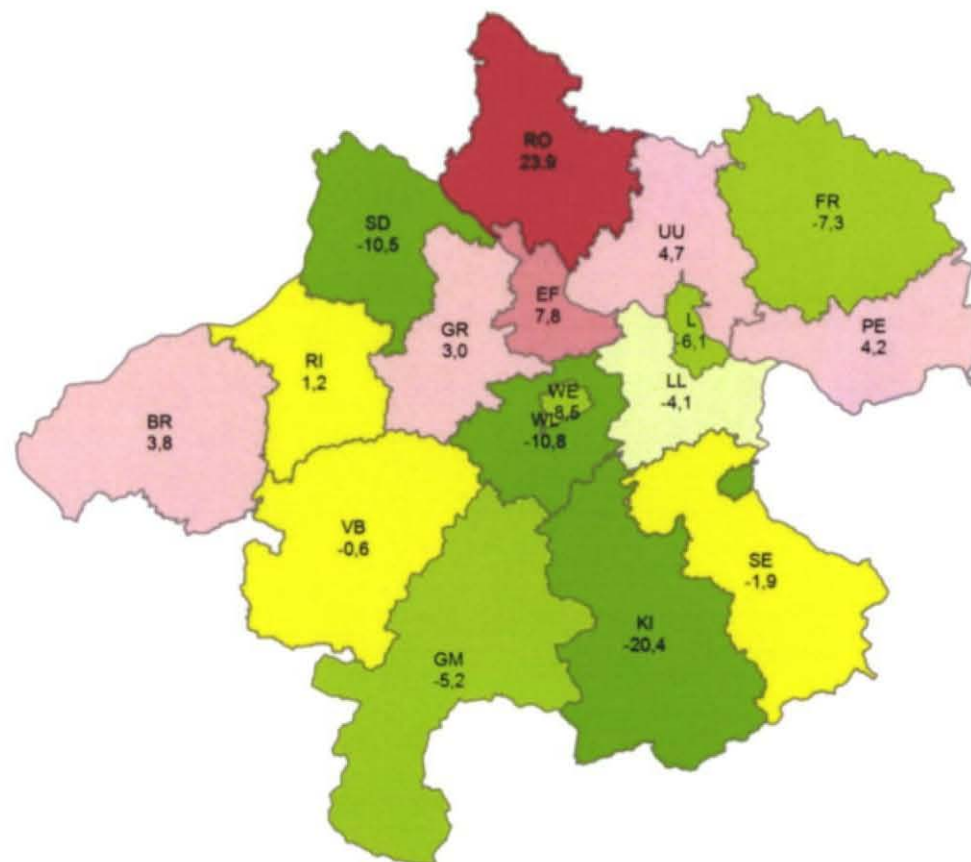 RO
23,9
FR
-7,3
SD
-10,5
UU
4,7
EF
7,8
L
-6,1
GR
3,0
PE
4,2
RI
1,2
LL
-4,1
WE
-8,5
BR
3,8
WL
-10,8
VB
-0,6
SE
-1,9
KI
-20,4
GM
-5,2